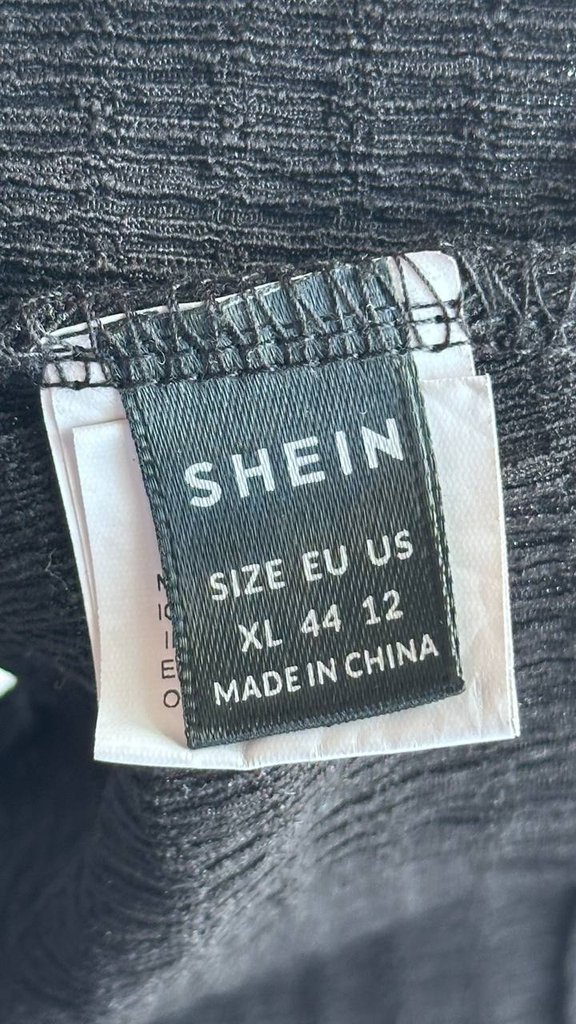 SHEIN
SIZE EU US
XL 44 12
MADE IN CHINA